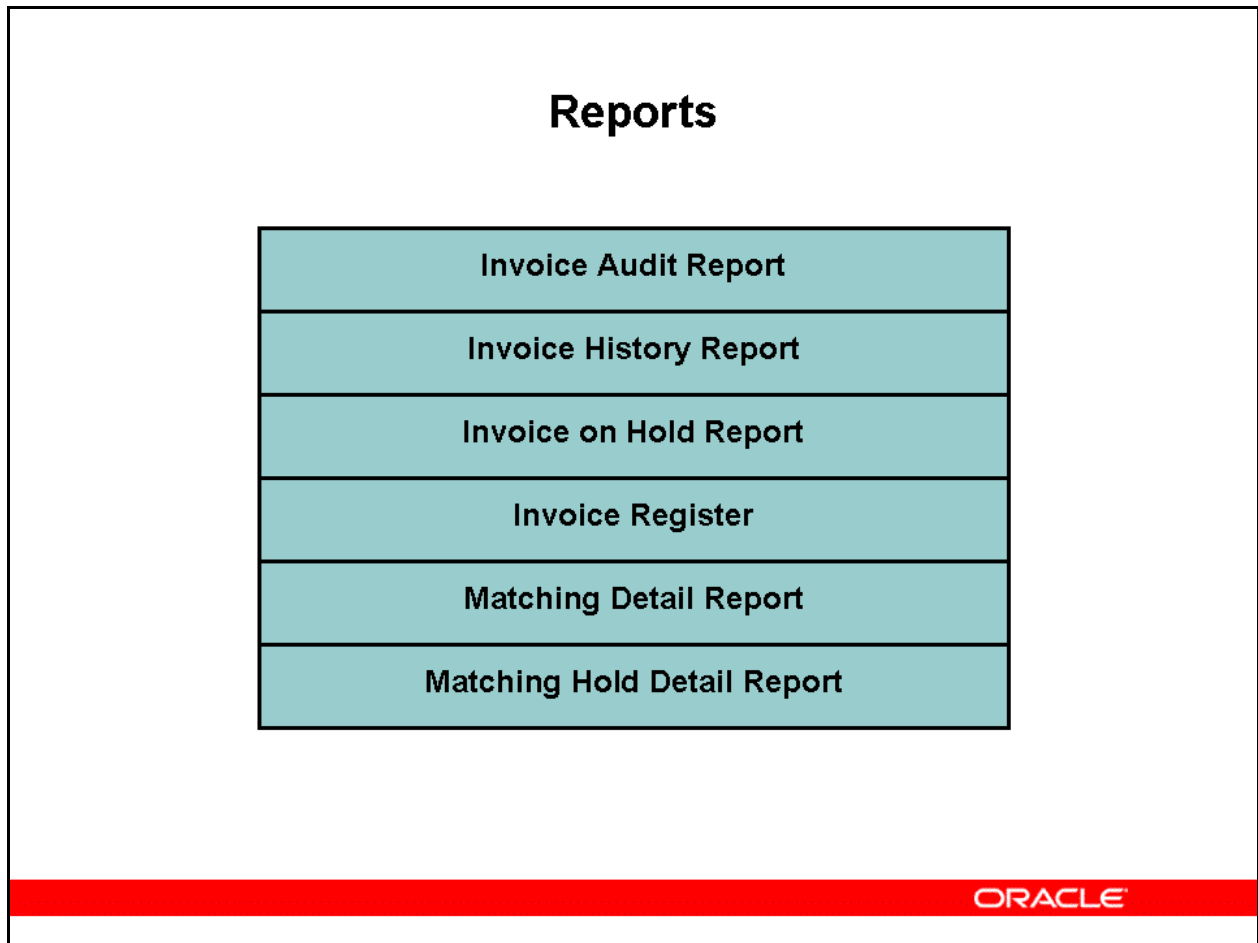 Reports
Invoice Audit Report
Invoice History Report
Invoice on Hold Report
Invoice Register
Matching Detail Report
Matching Hold Detail Report
ORACLE